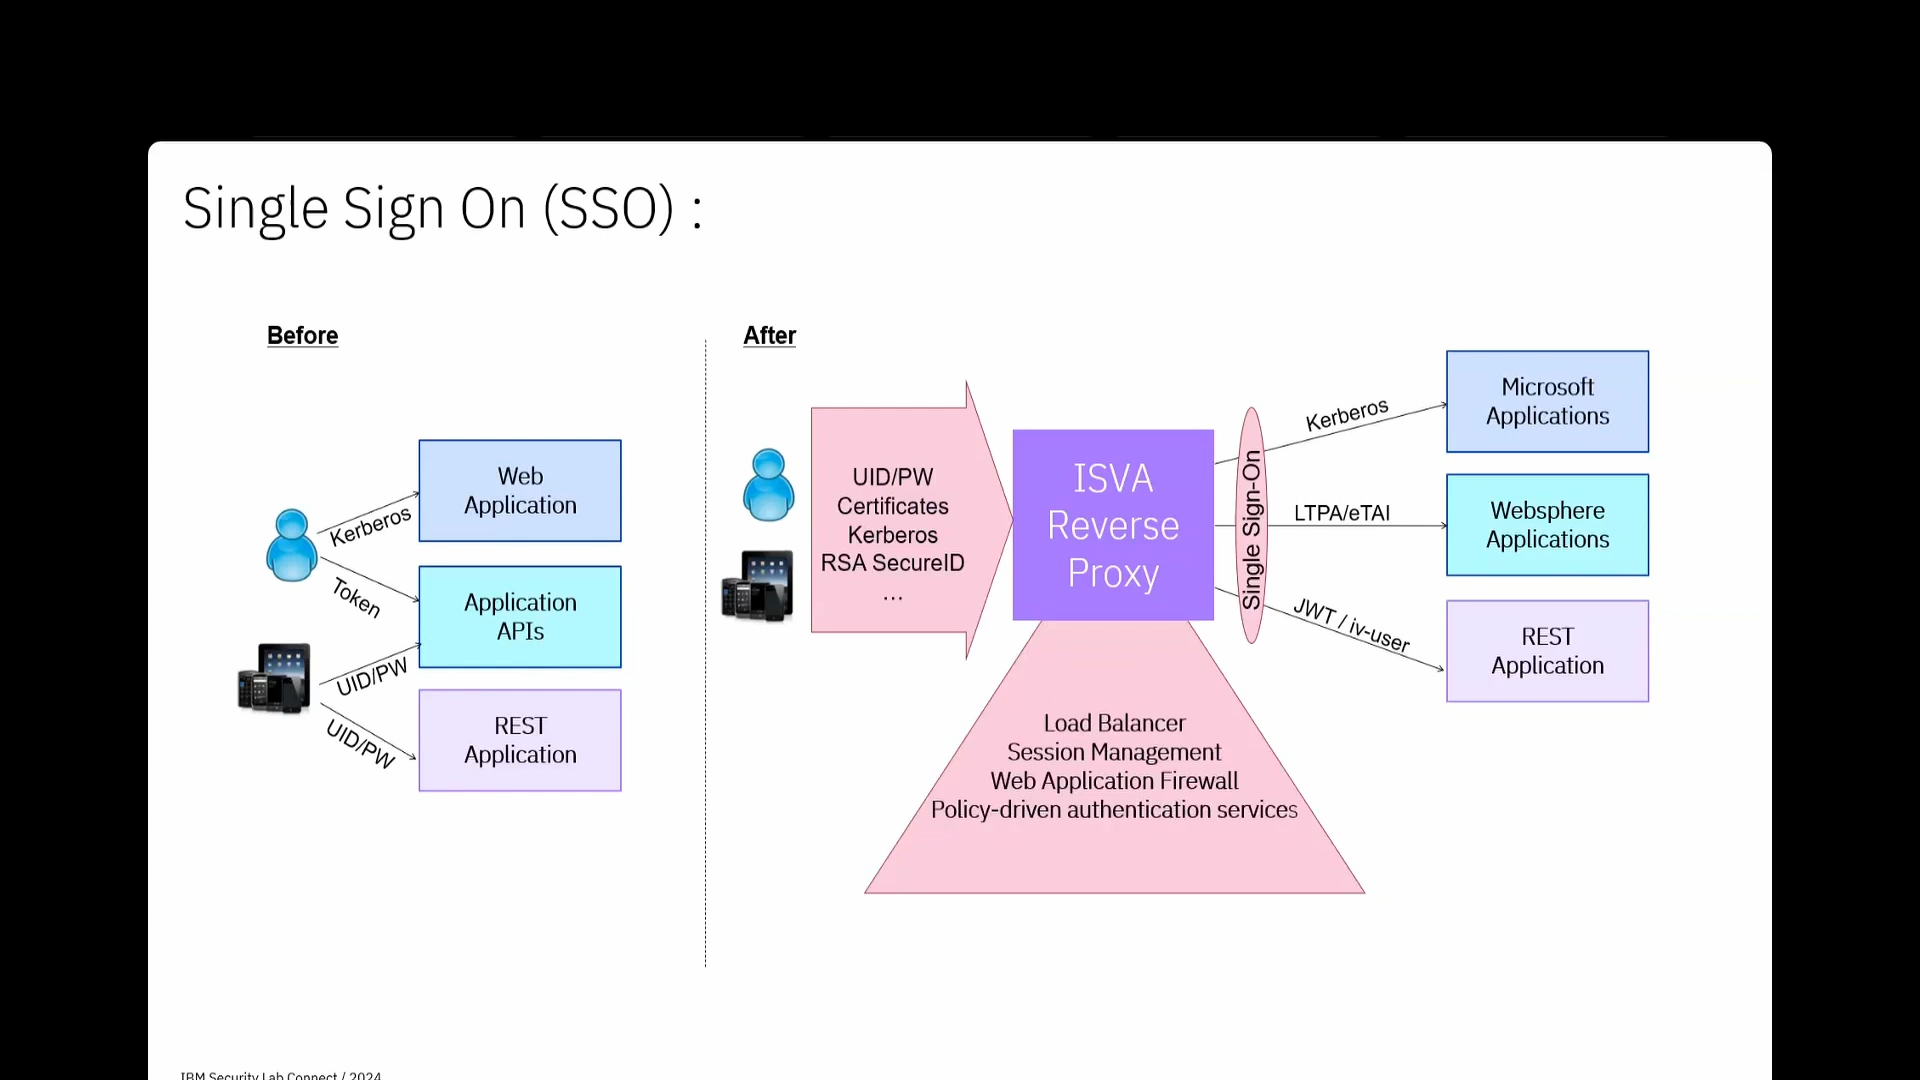 Single Sign On (SSO) :
Before
Kerberos
Token
UID/PW
UID/PW
Web
Application
Application
APIs
REST
Application
After
UID/PW
Certificates
Kerberos
RSA SecureID
...
ISVA
Reverse
Proxy
Single Sign-On
Kerberos
LTPA/eTAI
JWT / iv-user
Microsoft
Applications
Websphere
Applications
REST
Application
Load Balancer
Session Management
Web Application Firewall
Policy-driven authentication services
IBM Security Lab Connect / 2024